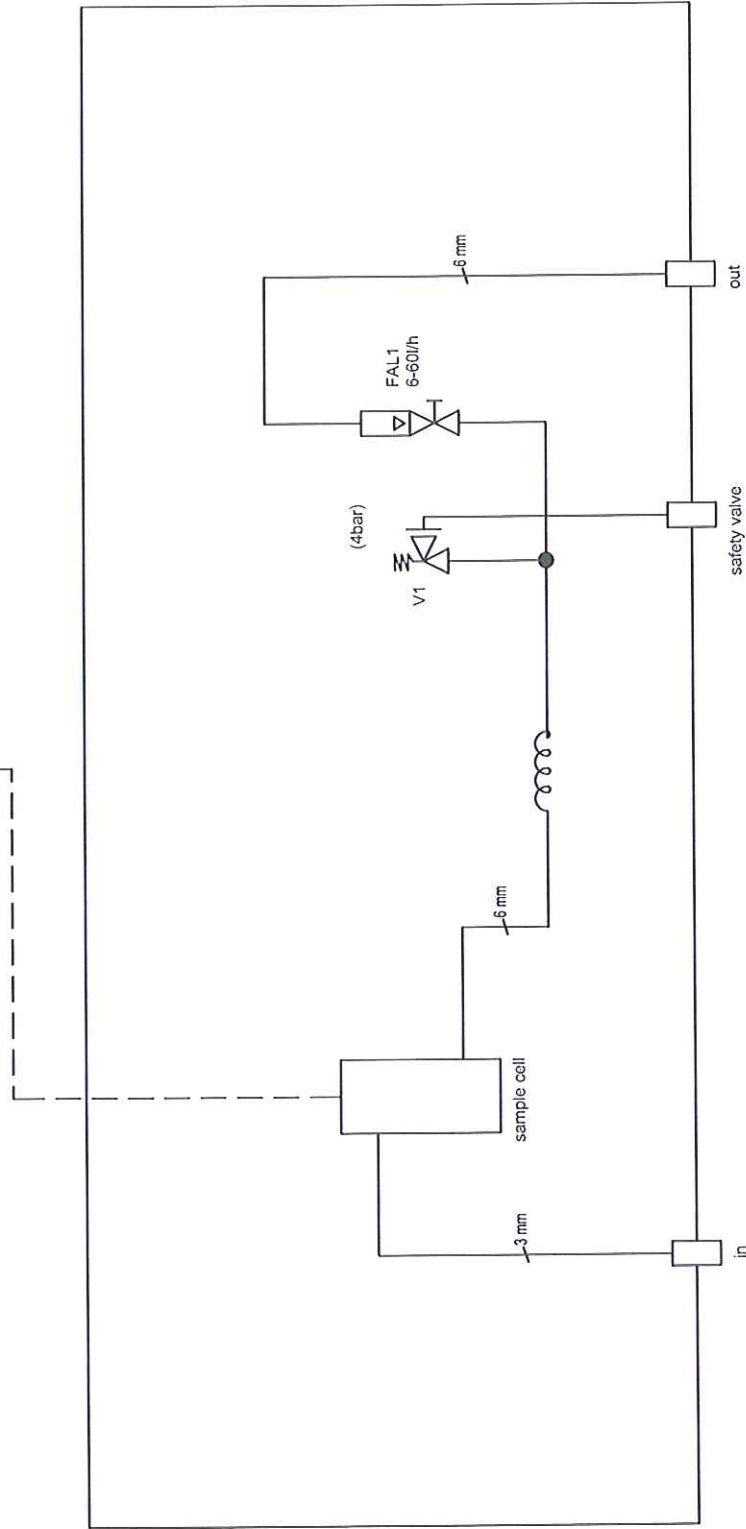 FAL1
6-60l/h
(4bar)
V1
6 mm
6 mm
3 mm
sample cell
in
safety valve
out